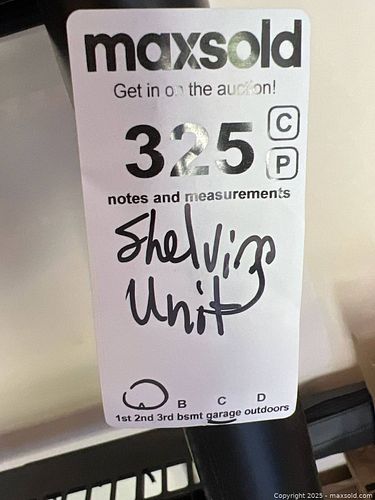 maxsold
Get in on the auction!
325
C
P
notes and measurements
Shelving
Unit
A B C D
1st 2nd 3rd bsmt garage outdoors
Copyright 2025 - maxsold.com